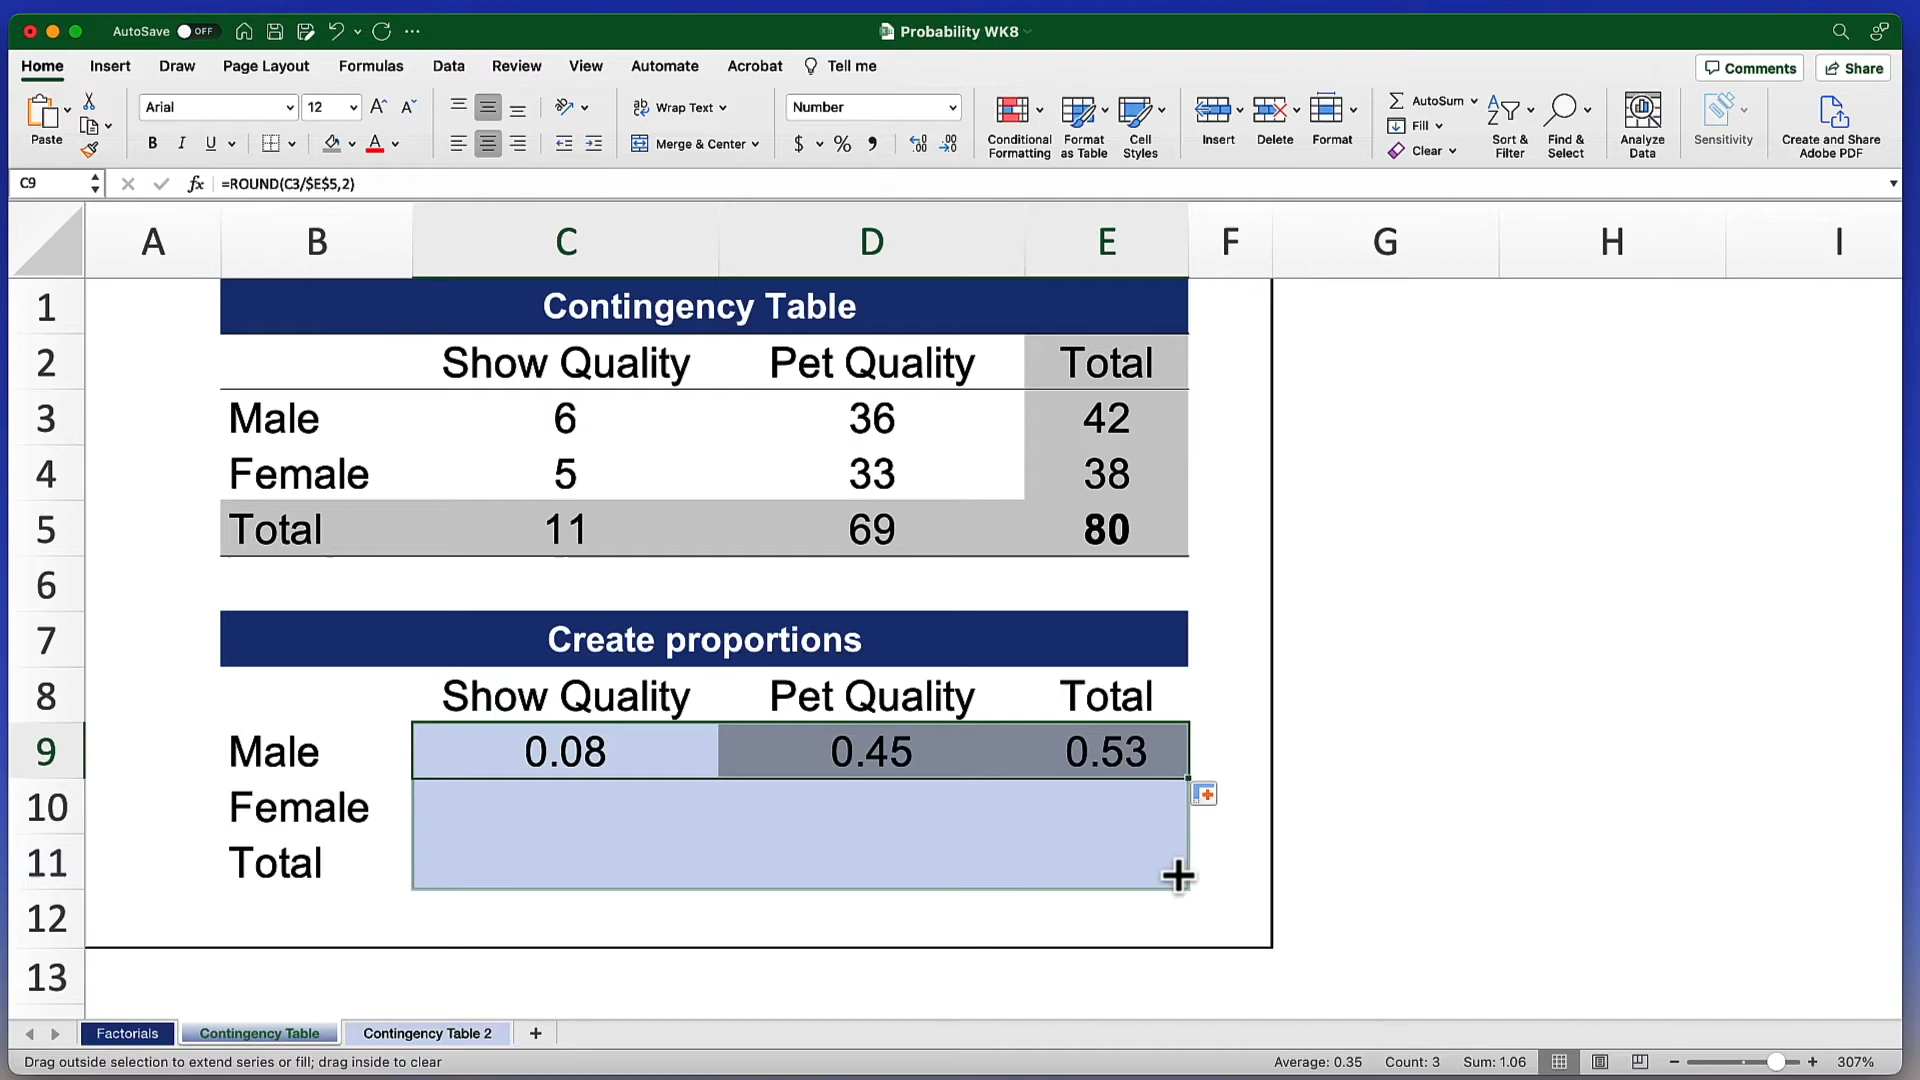 AutoSave OFF
Probability WK8
Home Insert Draw Page Layout Formulas Data Review View Automate Acrobat Tell me
Comments Share
Paste
Arial 12
B I U
Wrap Text
Merge & Center
Number
$ % 9
Conditional Formatting
Format as Table
Cell Styles
Insert Delete Format
AutoSum
Fill
Clear
Sort & Filter
Find & Select
Analyze Data
Sensitivity
Create and Share Adobe PDF
C9 fx =ROUND(C3/$E$5,2)
A B C D E F G H I
1 Contingency Table
2 Show Quality Pet Quality Total
3 Male 6 36 42
4 Female 5 33 38
5 Total 11 69 80
6
7 Create proportions
8 Show Quality Pet Quality Total
9 Male 0.08 0.45 0.53
10 Female
11 Total
12
13
Factorials Contingency Table Contingency Table 2 +
Drag outside selection to extend series or fill; drag inside to clear
Average: 0.35 Count: 3 Sum: 1.06 307%